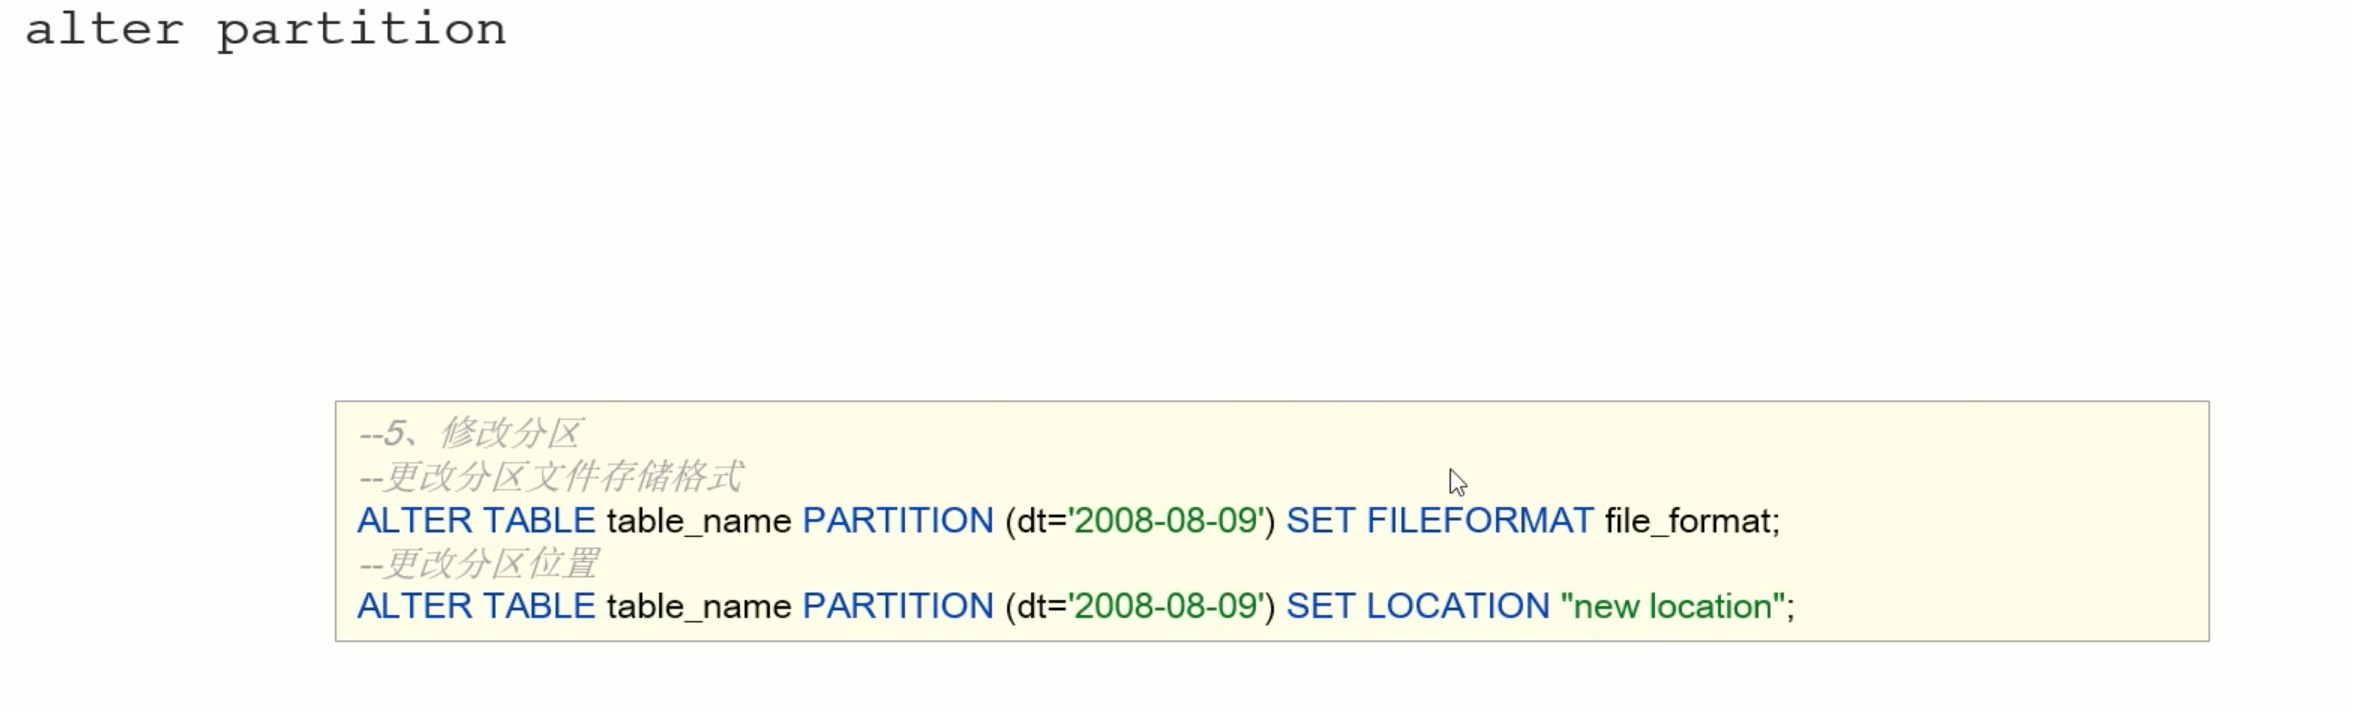 alter partition
--5、修改分区
--更改分区文件存储格式
ALTER TABLE table_name PARTITION (dt='2008-08-09') SET FILEFORMAT file_format;
--更改分区位置
ALTER TABLE table_name PARTITION (dt='2008-08-09') SET LOCATION "new location";